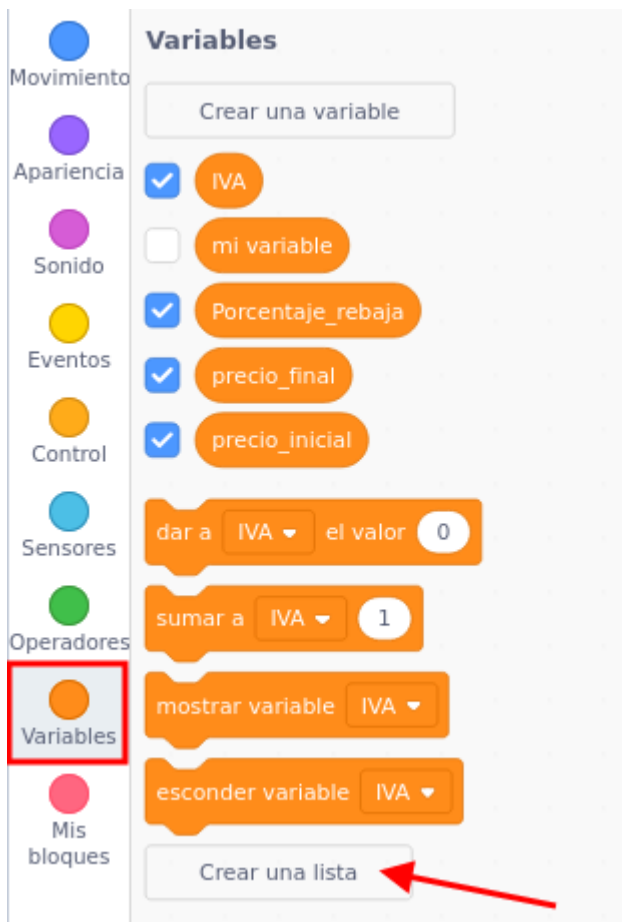 Movimiento
Apariencia
Sonido
Eventos
Control
Sensores
Operadores
Variables
Mis
bloques
Variables
Crear una variable
IVA
mi variable
Porcentaje_rebaja
precio_final
precio_inicial
dar a IVA el valor 0
sumar a IVA 1
mostrar variable IVA
esconder variable IVA
Crear una lista